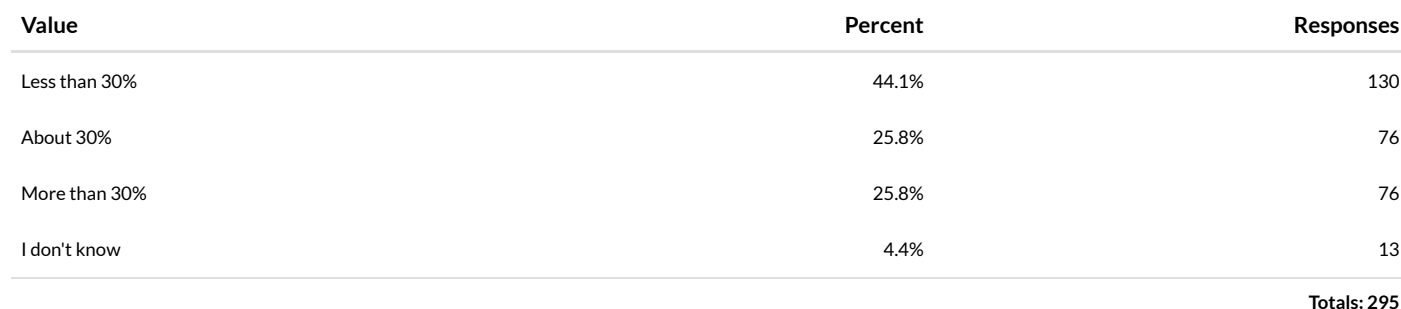 Value Percent Responses
Less than 30% 44.1% 130
About 30% 25.8% 76
More than 30% 25.8% 76
I don't know 4.4% 13
Totals: 295